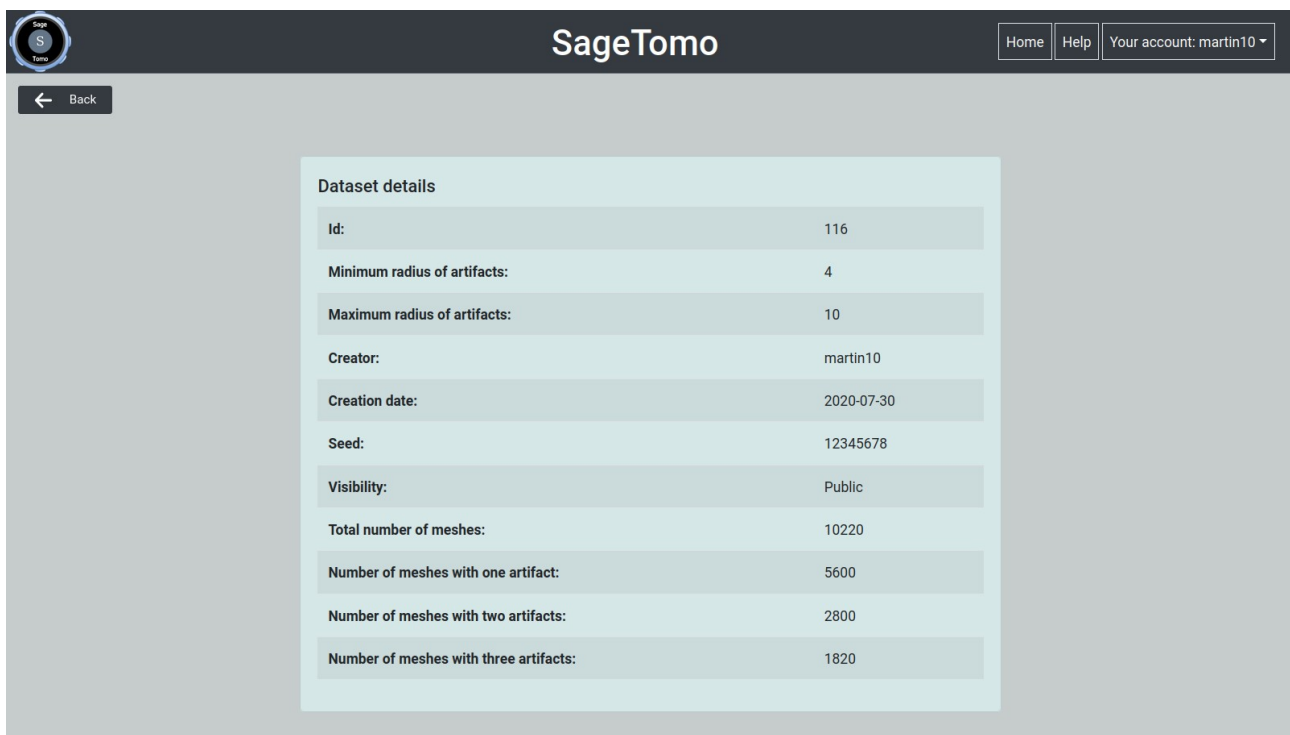 Sage
S
Tomo
SageTomo
Home Help Your account: martin10
Back
Dataset details
Id: 116
Minimum radius of artifacts: 4
Maximum radius of artifacts: 10
Creator: martin10
Creation date: 2020-07-30
Seed: 12345678
Visibility: Public
Total number of meshes: 10220
Number of meshes with one artifact: 5600
Number of meshes with two artifacts: 2800
Number of meshes with three artifacts: 1820